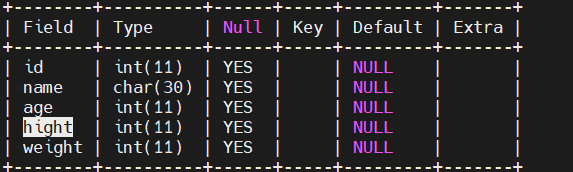 +--------+----------+------+-----+---------+-------+
| Field | Type | Null | Key | Default | Extra |
+--------+----------+------+-----+---------+-------+
| id | int(11) | YES | | NULL | |
| name | char(30) | YES | | NULL | |
| age | int(11) | YES | | NULL | |
| hight | int(11) | YES | | NULL | |
| weight | int(11) | YES | | NULL | |
+--------+----------+------+-----+---------+-------+